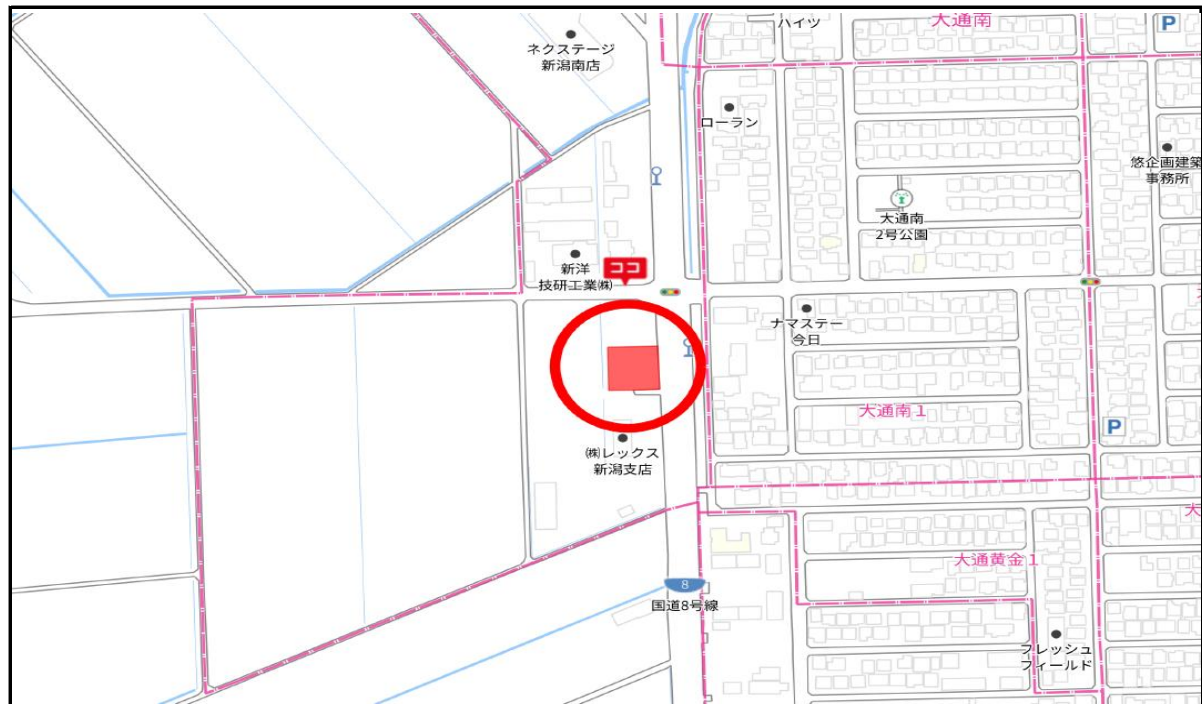 ハイツ
大通南
P
ネクステージ
新潟南店
ローラン
悠企画建築
事務所
大通南
2号公園
新洋
技研工業㈱
ココ
ナマステー
今日
大通南1
P
㈱レックス
新潟支店
大
大通黄金1
8
国道8号線
フレッシュ
フィールド